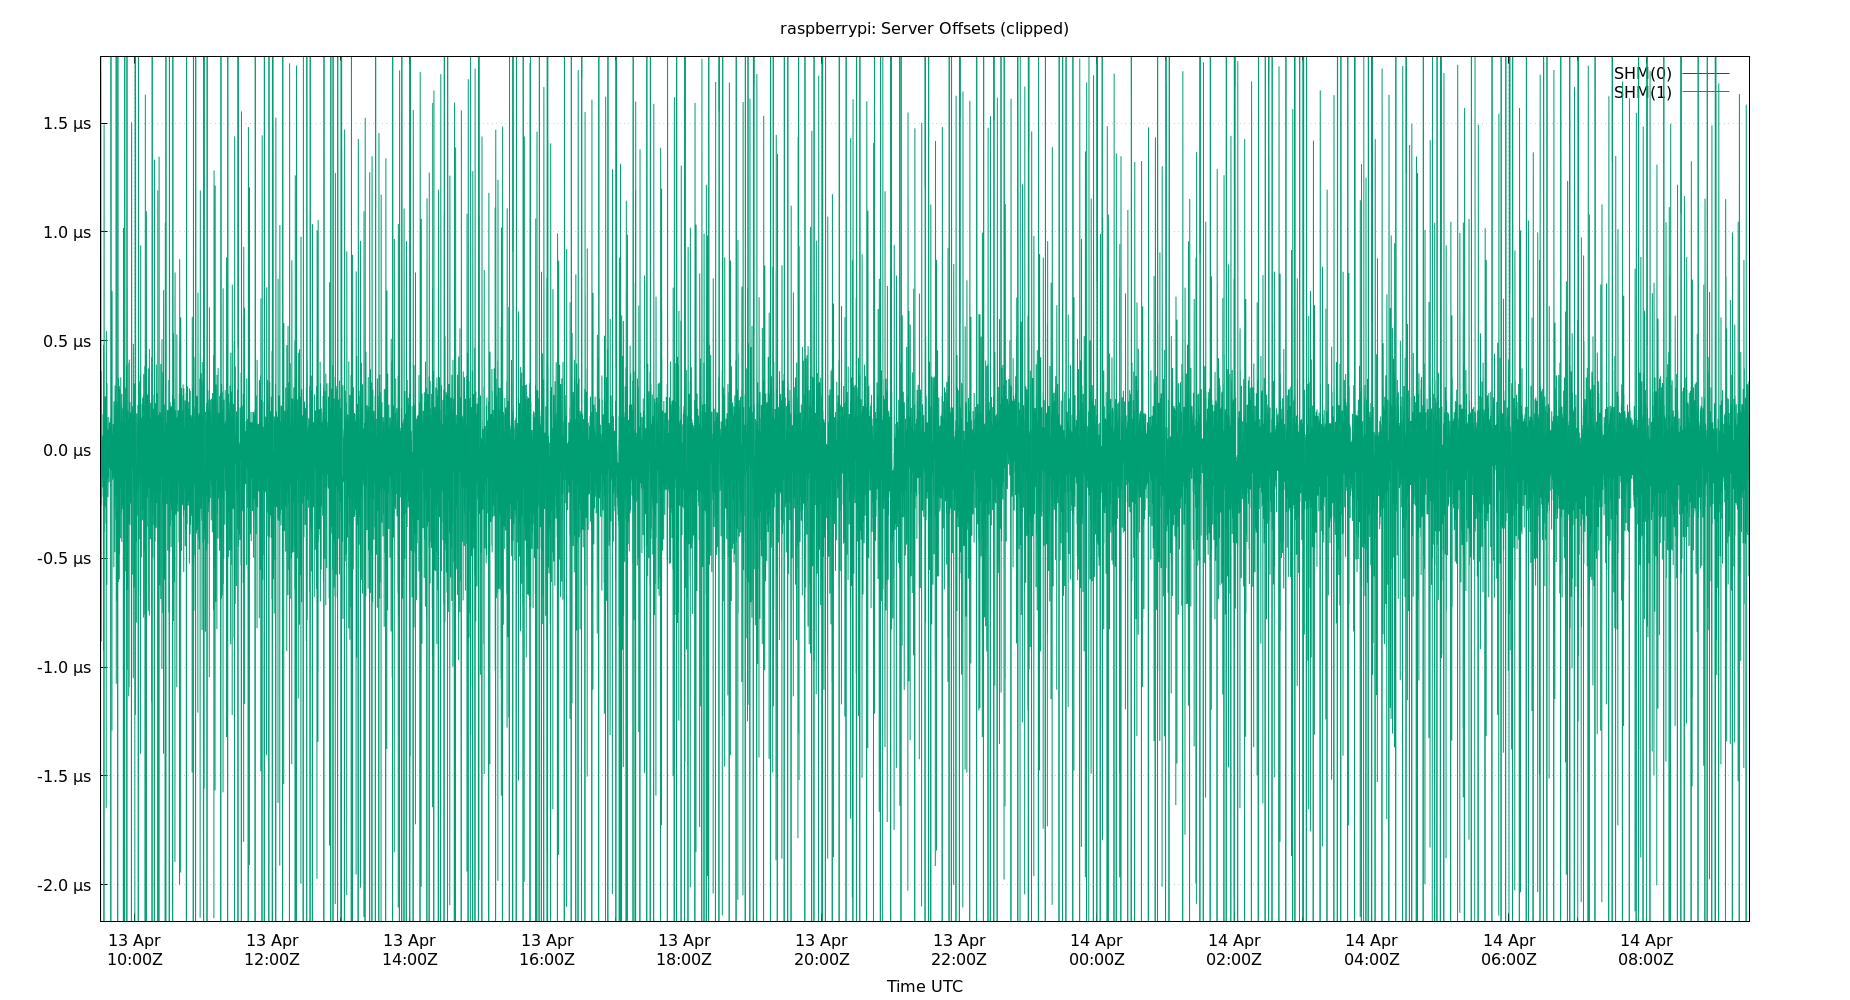 raspberrypi: Server Offsets (clipped)
SHM(0)
SHM(1)
1.5 µs
1.0 µs
0.5 µs
0.0 µs
-0.5 µs
-1.0 µs
-1.5 µs
-2.0 µs
13 Apr 13 Apr 13 Apr 13 Apr 13 Apr 13 Apr 13 Apr 14 Apr 14 Apr 14 Apr 14 Apr 14 Apr
10:00Z 12:00Z 14:00Z 16:00Z 18:00Z 20:00Z 22:00Z 00:00Z 02:00Z 04:00Z 06:00Z 08:00Z
Time UTC